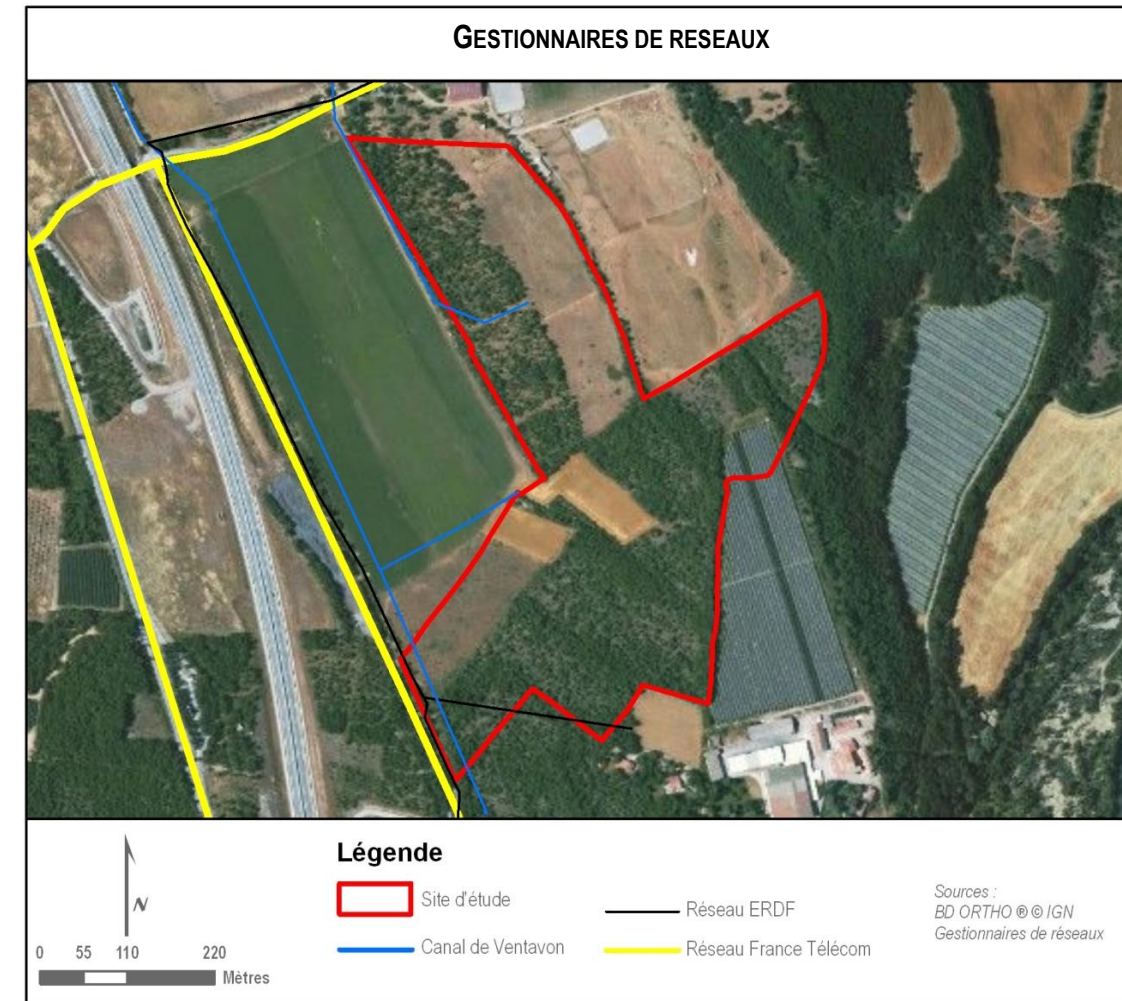 GESTIONNAIRES DE RESEAUX
Légende
Site d'étude
Canal de Ventavon
Réseau ERDF
Réseau France Télécom
Sources :
BD ORTHO ® © IGN
Gestionnaires de réseaux
N
0 55 110 220
Mètres